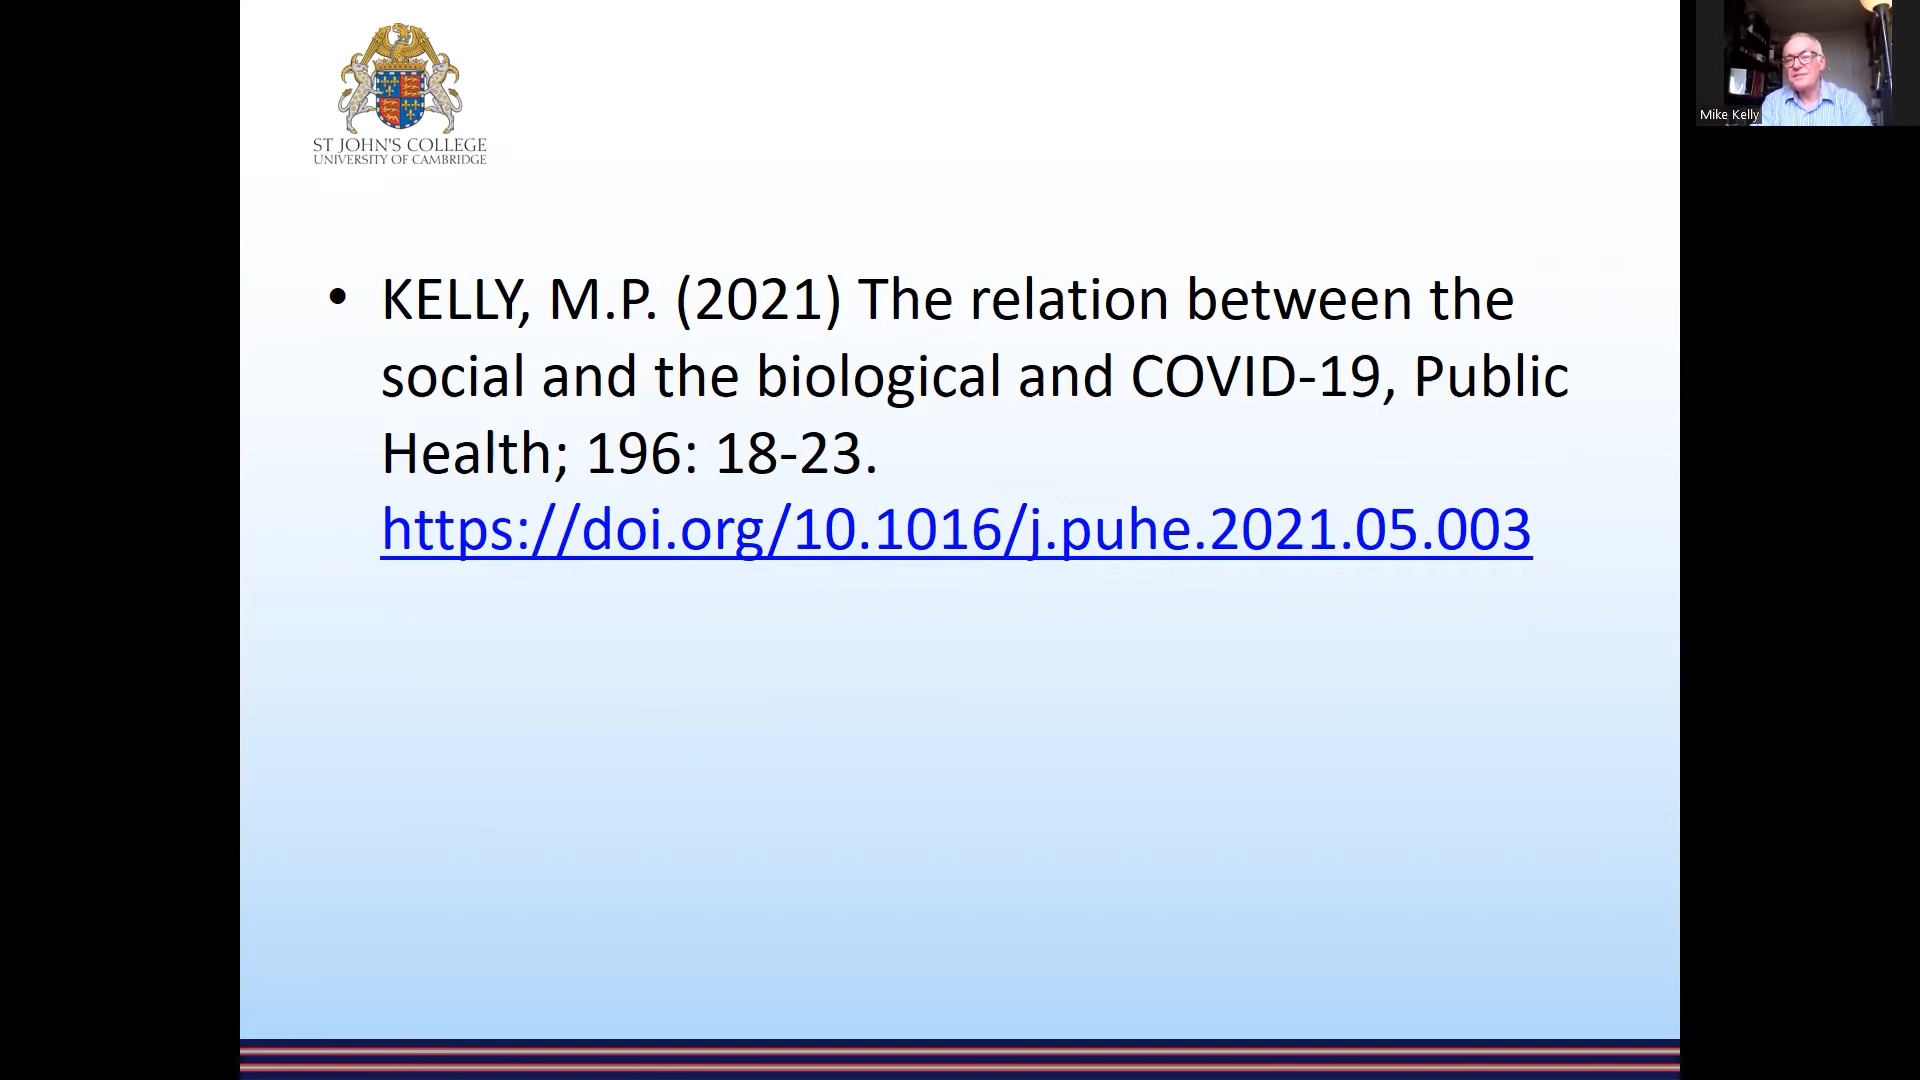 ST JOHN'S COLLEGE
UNIVERSITY OF CAMBRIDGE
Mike Kelly
• KELLY, M.P. (2021) The relation between the
social and the biological and COVID-19, Public
Health; 196: 18-23.
https://doi.org/10.1016/j.puhe.2021.05.003